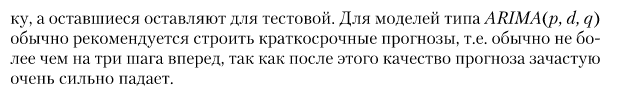 ку, а оставшиеся оставляют для тестовой. Для моделей типа ARIMA(p, d, q)
обычно рекомендуется строить краткосрочные прогнозы, т.е. обычно не бо-
лее чем на три шага вперед, так как после этого качество прогноза зачастую
очень сильно падает.